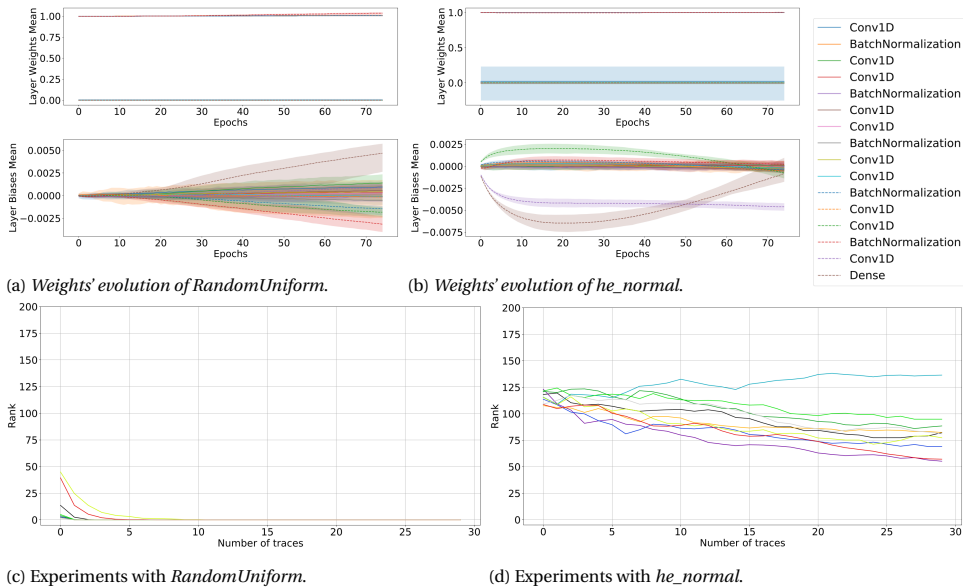 Layer Weights Mean
1.00
0.75
0.50
0.25
0.00
0 10 20 30 40 50 60 70
Epochs
Layer Biases Mean
0.0050
0.0025
0.0000
−0.0025
0 10 20 30 40 50 60 70
Epochs
(a) Weights' evolution of RandomUniform.
Layer Weights Mean
1.0
0.5
0.0
0 10 20 30 40 50 60 70
Epochs
Layer Biases Mean
0.0025
0.0000
−0.0025
−0.0050
−0.0075
0 10 20 30 40 50 60 70
Epochs
(b) Weights' evolution of he_normal.
Conv1D
BatchNormalization
Conv1D
Conv1D
BatchNormalization
Conv1D
Conv1D
BatchNormalization
Conv1D
Conv1D
BatchNormalization
Conv1D
Conv1D
BatchNormalization
Conv1D
Dense
Rank
200
175
150
125
100
75
50
25
0
0 5 10 15 20 25 30
Number of traces
(c) Experiments with RandomUniform.
Rank
200
175
150
125
100
75
50
25
0
0 5 10 15 20 25 30
Number of traces
(d) Experiments with he_normal.